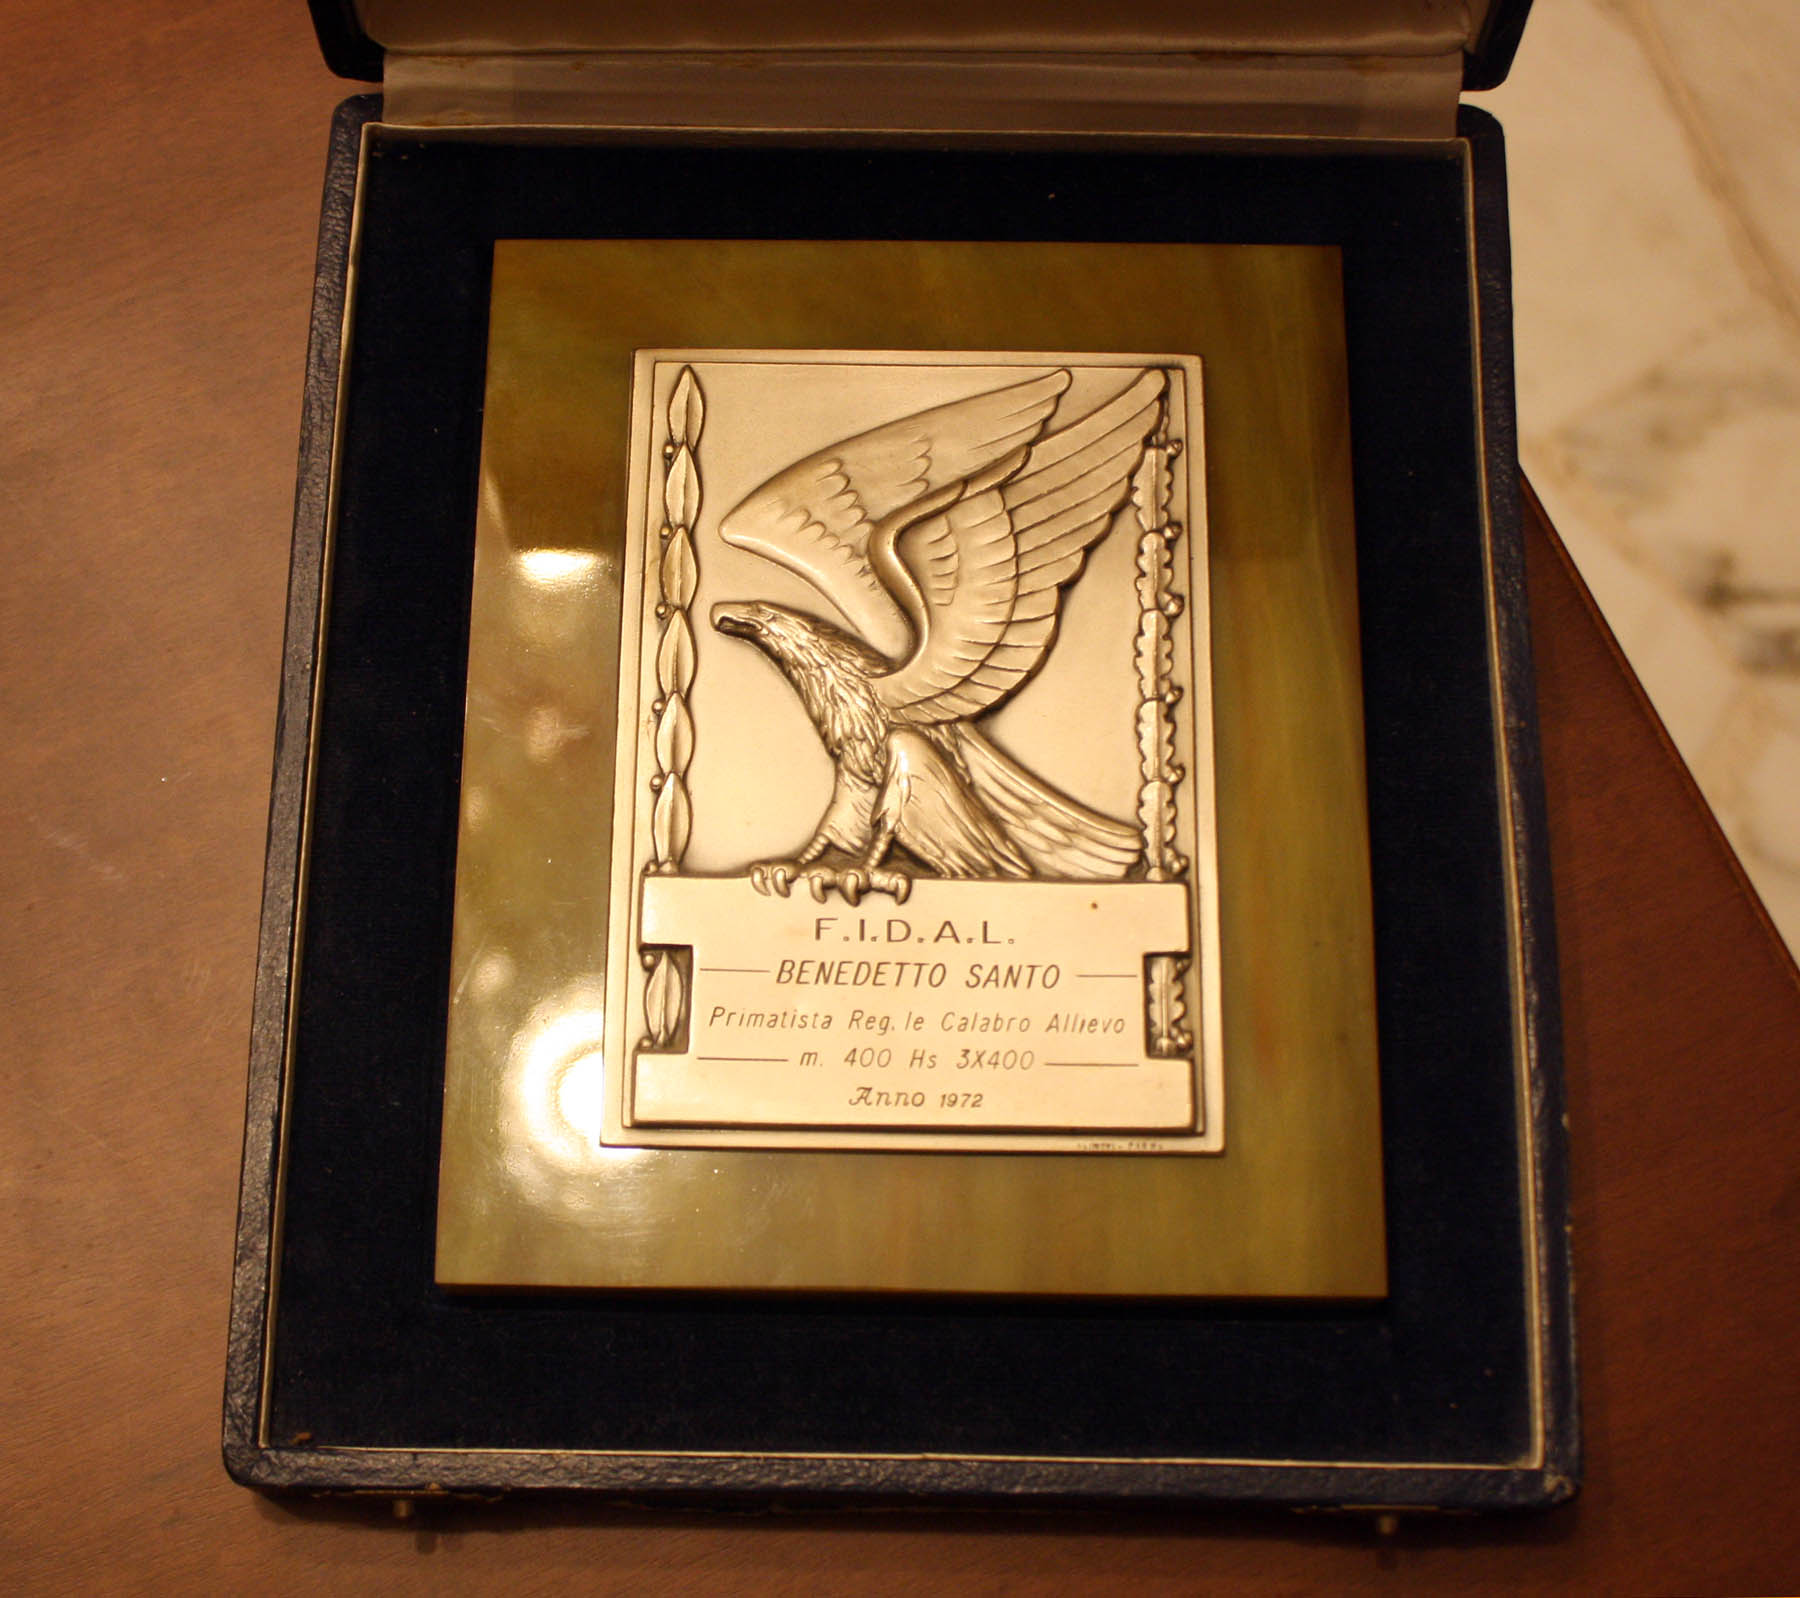 F.I.D.A.L.
BENEDETTO SANTO
Primatista Reg.le Calabro Allievo
m. 400 Hs 3X400
Anno 1972